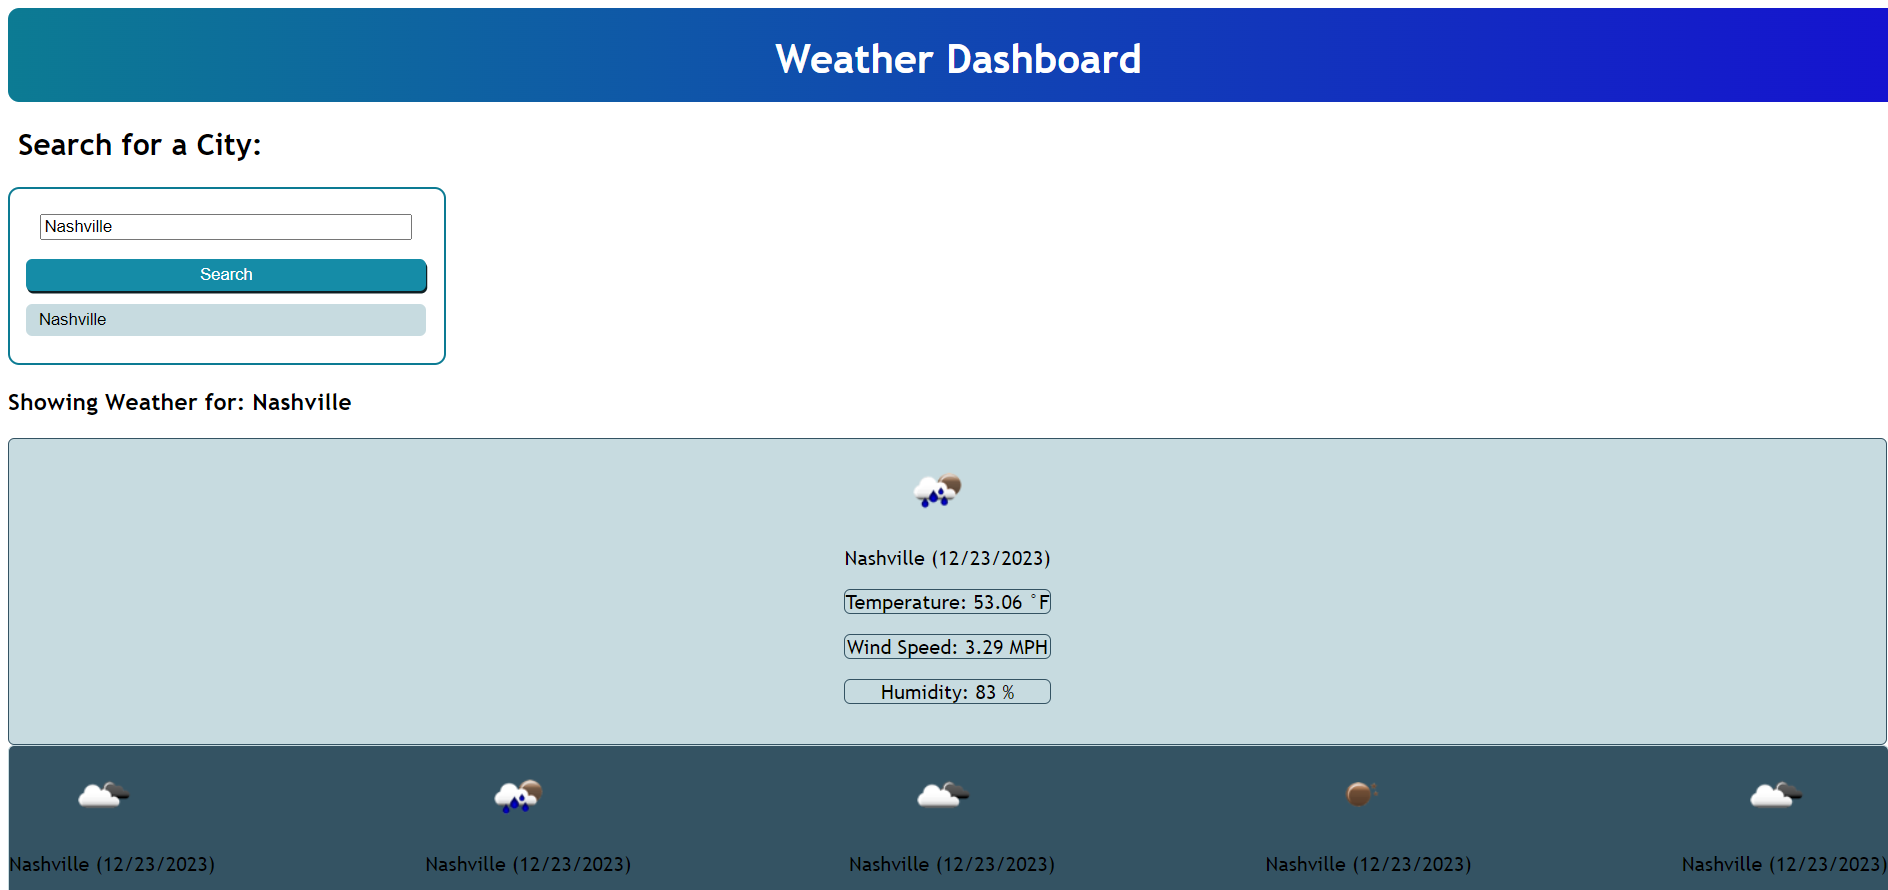 Weather Dashboard
Search for a City:
Nashville
Search
Nashville
Showing Weather for: Nashville
Nashville (12/23/2023)
Temperature: 53.06 °F
Wind Speed: 3.29 MPH
Humidity: 83 %
Nashville (12/23/2023) Nashville (12/23/2023) Nashville (12/23/2023) Nashville (12/23/2023) Nashville (12/23/2023)